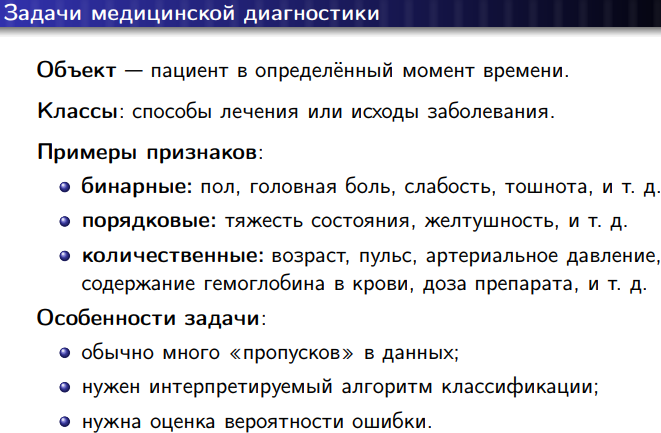 Задачи медицинской диагностики
Объект — пациент в определённый момент времени.
Классы: способы лечения или исходы заболевания.
Примеры признаков:
бинарные: пол, головная боль, слабость, тошнота, и т. д.
порядковые: тяжесть состояния, желтушность, и т. д.
количественные: возраст, пульс, артериальное давление,
содержание гемоглобина в крови, доза препарата, и т. д.
Особенности задачи:
обычно много «пропусков» в данных;
нужен интерпретируемый алгоритм классификации;
нужна оценка вероятности ошибки.